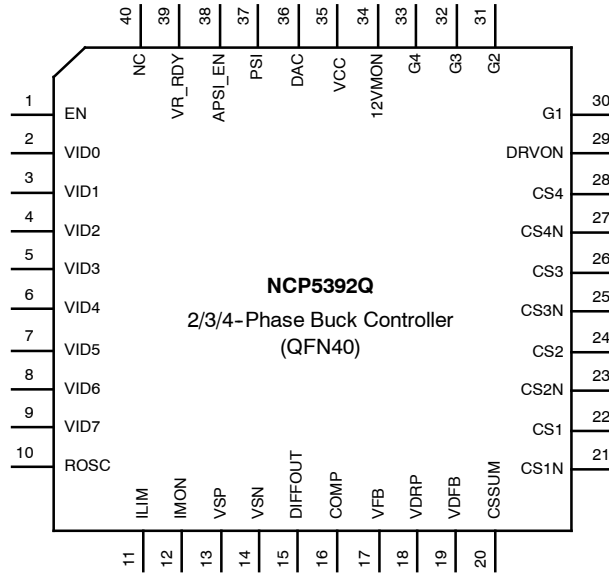 40 39 38 37 36 35 34 33 32 31
NC VR_RDY APSI_EN PSI DAC VCC 12VMON G4 G3 G2
1 EN
2 VID0
3 VID1
4 VID2
5 VID3
6 VID4
7 VID5
8 VID6
9 VID7
10 ROSC
NCP5392Q
2/3/4-Phase Buck Controller
(QFN40)
G1 30
DRVON 29
CS4 28
CS4N 27
CS3 26
CS3N 25
CS2 24
CS2N 23
CS1 22
CS1N 21
ILIM IMON VSP VSN DIFFOUT COMP VFB VDRP VDFB CSSUM
11 12 13 14 15 16 17 18 19 20